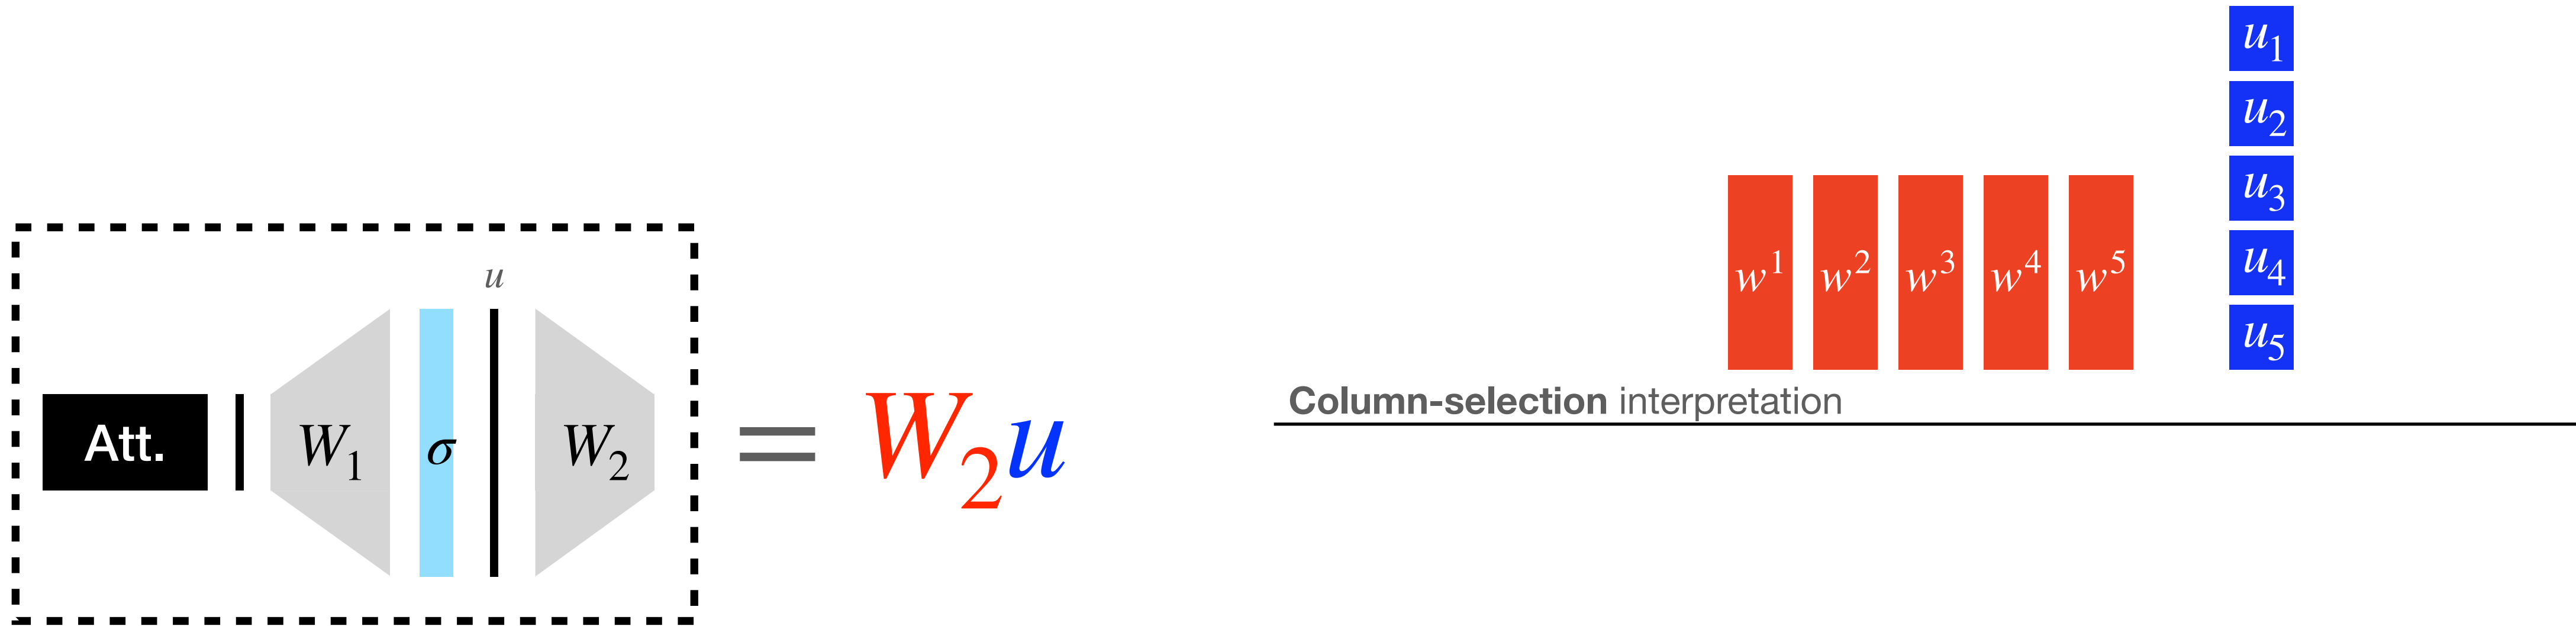 u
Att.
W₁
σ
W₂
= W₂u
w¹ w² w³ w⁴ w⁵
u₁
u₂
u₃
u₄
u₅
Column-selection interpretation